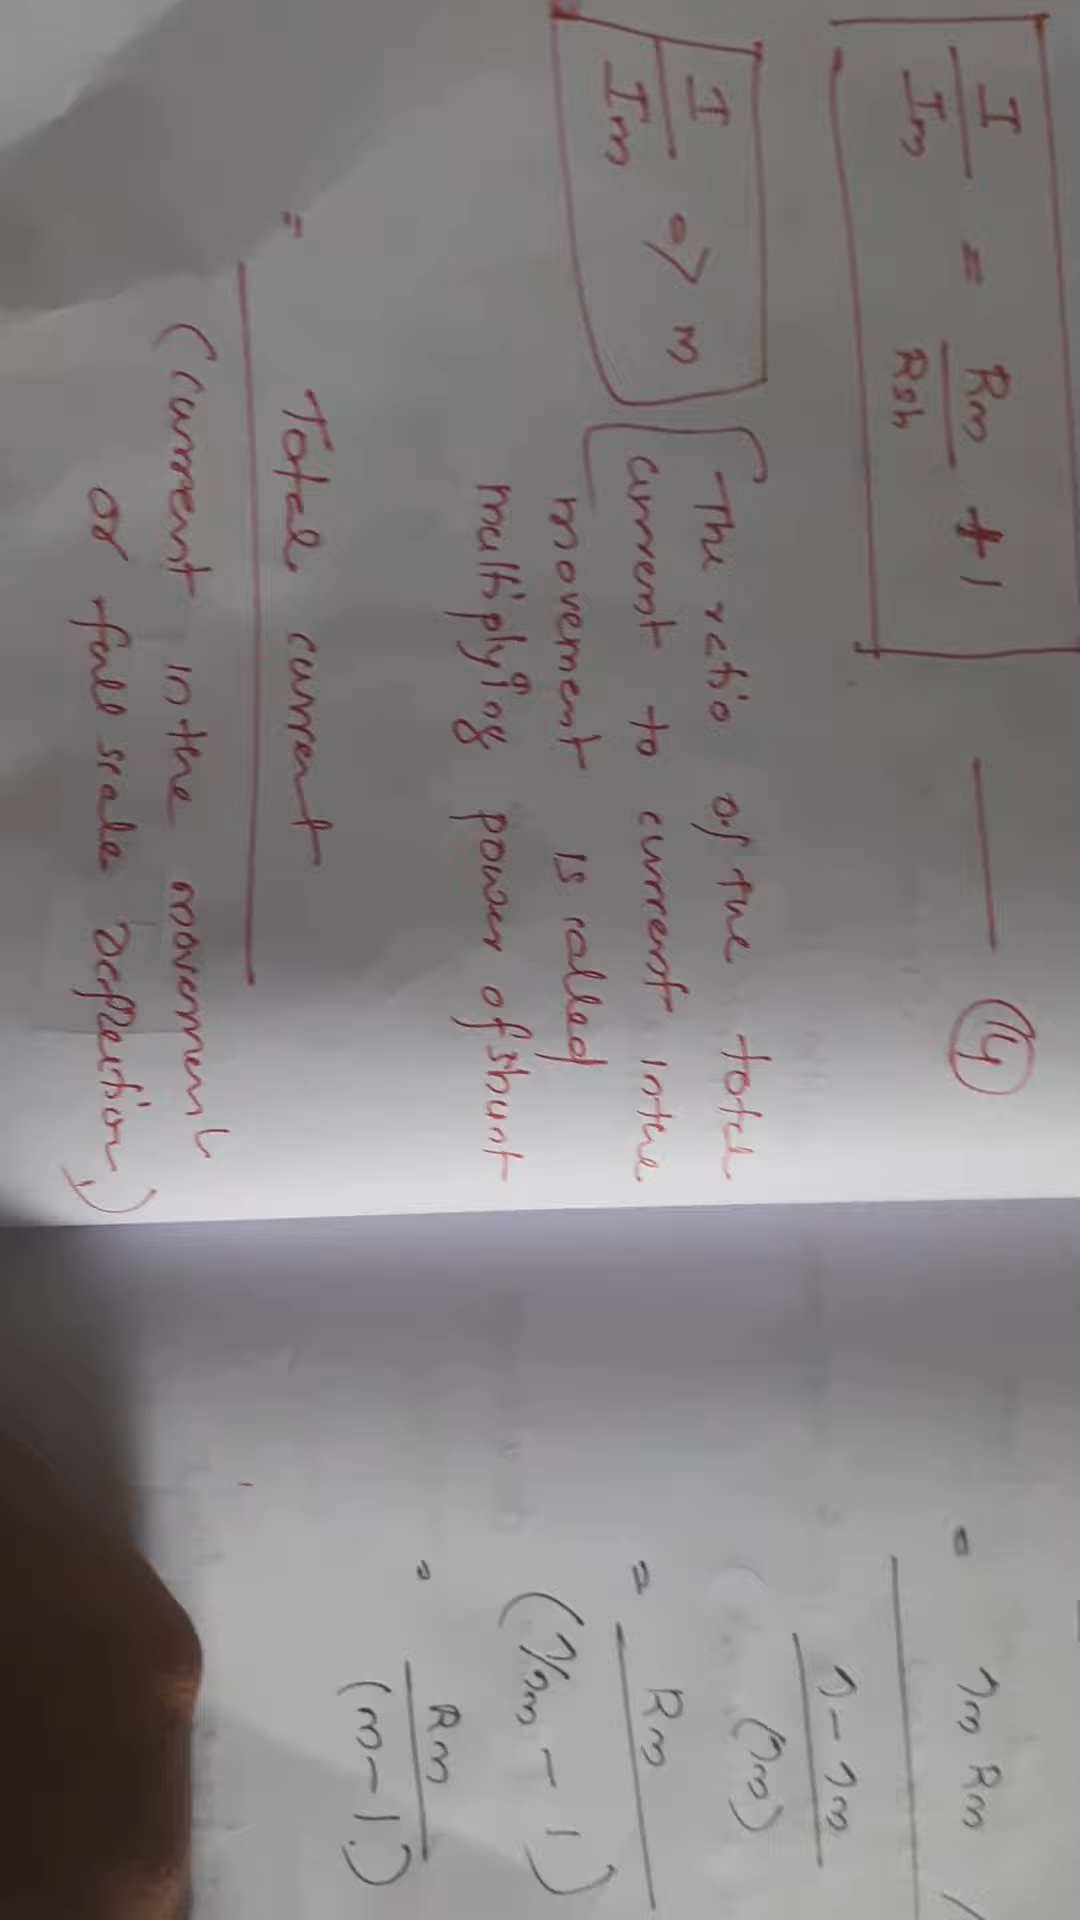 I/Im = Rm/Rsh + 1 —— (14)
I/Im => m
The ratio of the total
current to current in the
movement is called
multiplying power of shunt
= Total current
(current in the movement
or full scale Deflection)
= Im Rm /
I - Im
(Im)
= Rm
(I/Im - 1)
= Rm
(m-1)